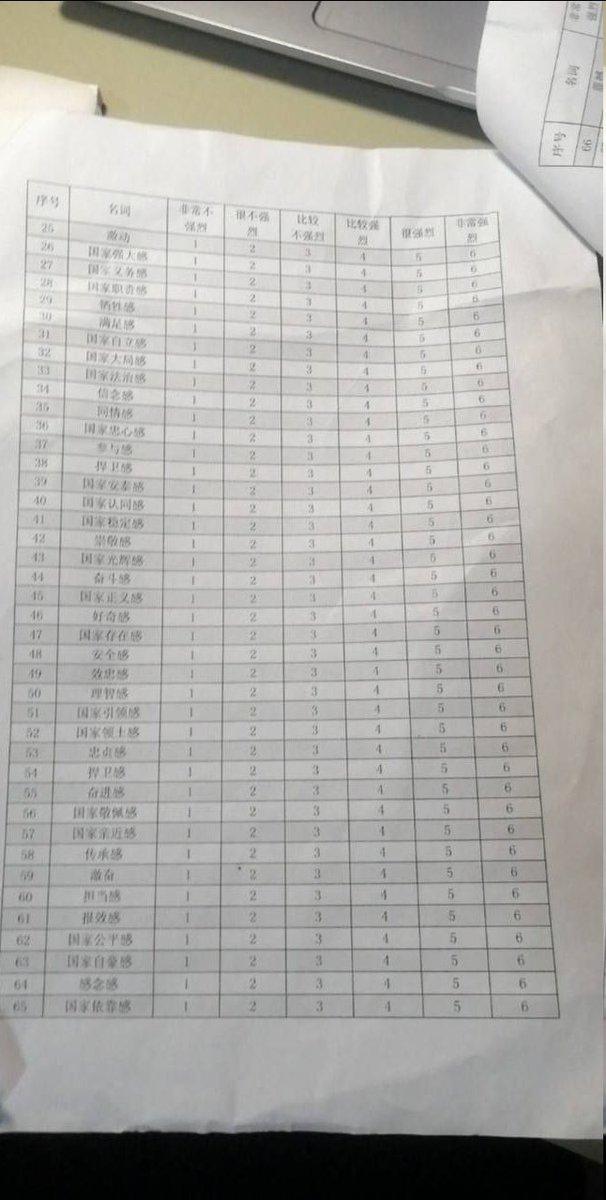 序号 名词 非常不强烈 很不强烈 比较不强烈 比较强烈 很强烈 非常强烈
25 激动 1 2 3 4 5 6
26 国家强大感 1 2 3 4 5 6
27 国家义务感 1 2 3 4 5 6
28 国家职责感 1 2 3 4 5 6
29 牺牲感 1 2 3 4 5 6
30 满足感 1 2 3 4 5 6
31 国家自立感 1 2 3 4 5 6
32 国家大局感 1 2 3 4 5 6
33 国家法治感 1 2 3 4 5 6
34 信念感 1 2 3 4 5 6
35 同情感 1 2 3 4 5 6
36 国家忠心感 1 2 3 4 5 6
37 参与感 1 2 3 4 5 6
38 捍卫感 1 2 3 4 5 6
39 国家安泰感 1 2 3 4 5 6
40 国家认同感 1 2 3 4 5 6
41 国家稳定感 1 2 3 4 5 6
42 崇敬感 1 2 3 4 5 6
43 国家光辉感 1 2 3 4 5 6
44 奋斗感 1 2 3 4 5 6
45 国家正义感 1 2 3 4 5 6
46 好奇感 1 2 3 4 5 6
47 国家存在感 1 2 3 4 5 6
48 安全感 1 2 3 4 5 6
49 效忠感 1 2 3 4 5 6
50 理智感 1 2 3 4 5 6
51 国家引领感 1 2 3 4 5 6
52 国家领土感 1 2 3 4 5 6
53 忠贞感 1 2 3 4 5 6
54 捍卫感 1 2 3 4 5 6
55 奋进感 1 2 3 4 5 6
56 国家敬佩感 1 2 3 4 5 6
57 国家亲近感 1 2 3 4 5 6
58 传承感 1 2 3 4 5 6
59 激奋 1 2 3 4 5 6
60 担当感 1 2 3 4 5 6
61 报效感 1 2 3 4 5 6
62 国家公平感 1 2 3 4 5 6
63 国家自豪感 1 2 3 4 5 6
64 感念感 1 2 3 4 5 6
65 国家依靠感 1 2 3 4 5 6
序号 名词 非常 强烈
66